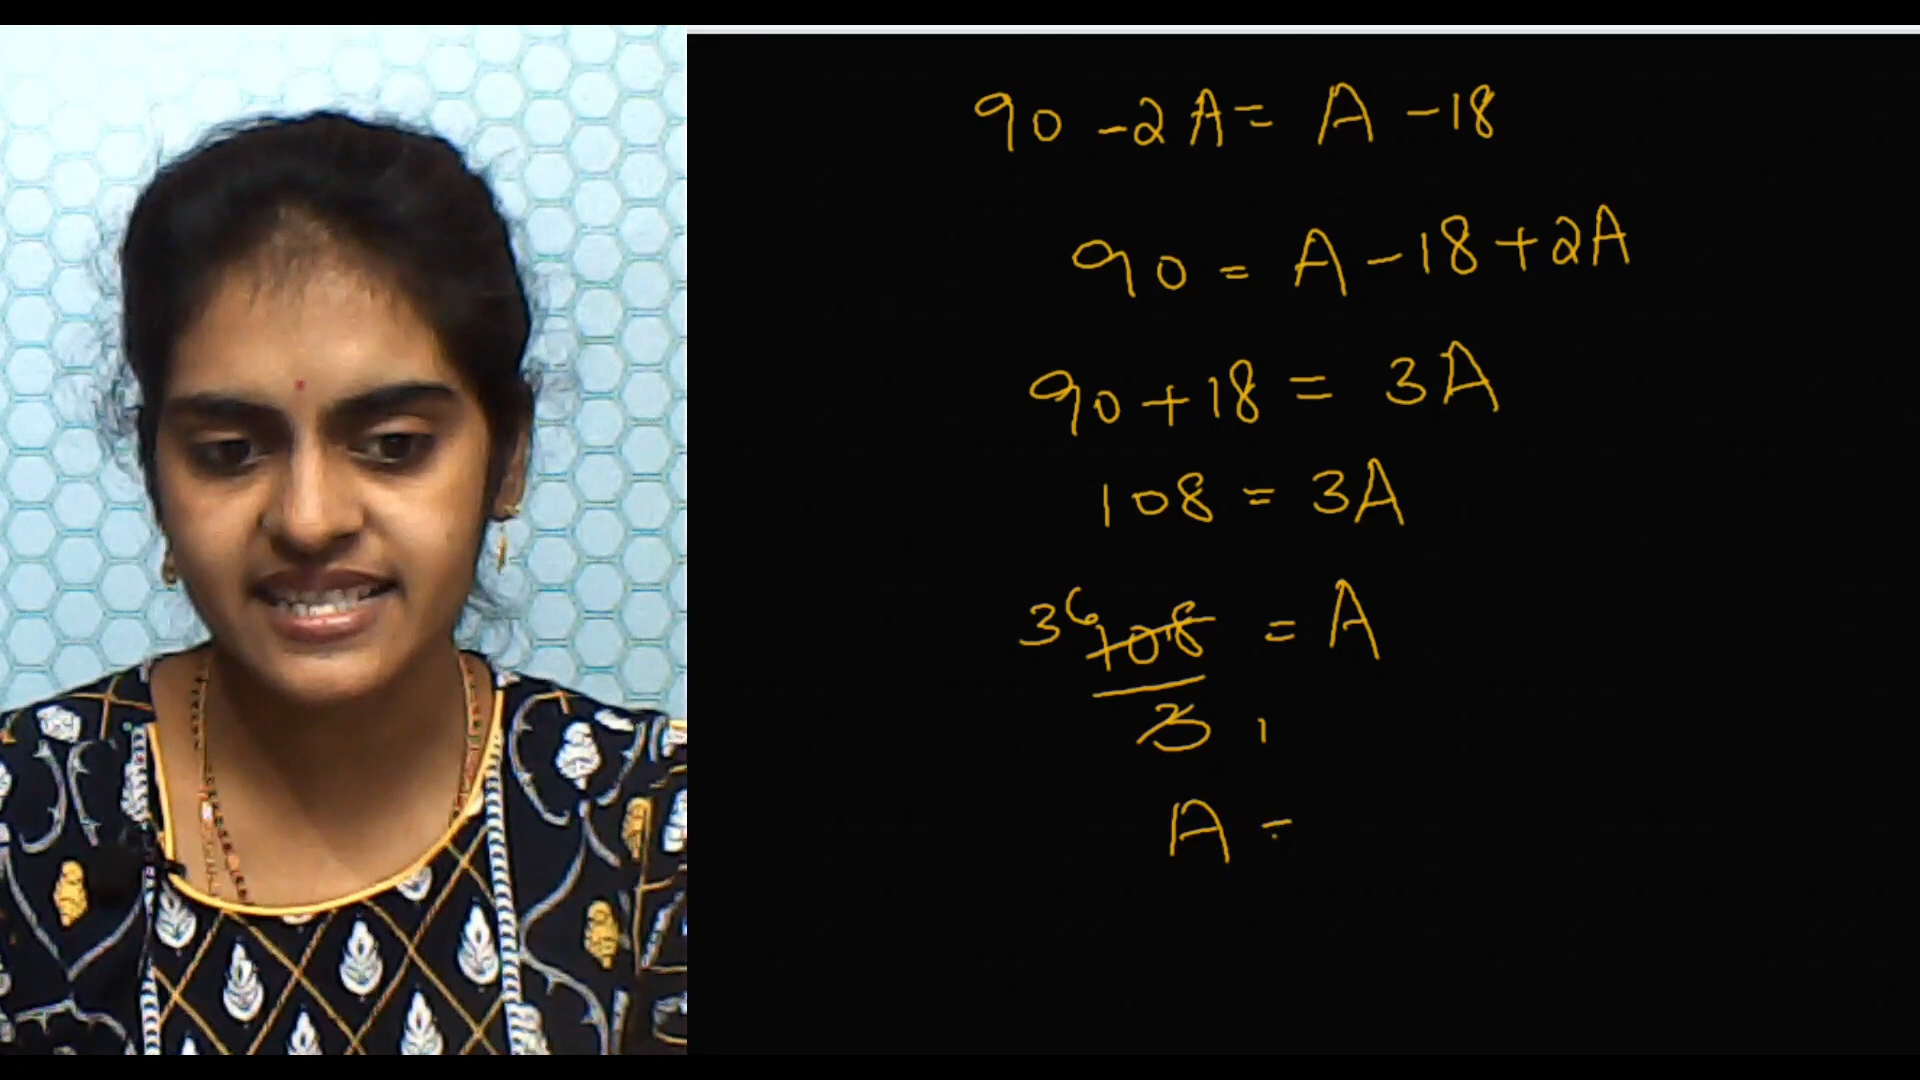 90 - 2A = A - 18
90 = A - 18 + 2A
90 + 18 = 3A
108 = 3A
36 108 = A
3 1
A =